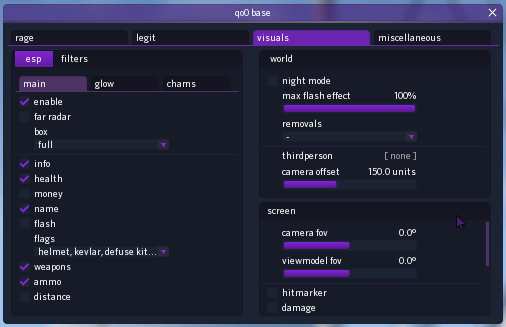 qo0 base
rage legit visuals miscellaneous
esp filters
main glow chams
enable
far radar
box
full
info
health
money
name
flash
flags
helmet, kevlar, defuse kit...
weapons
ammo
distance
world
night mode
max flash effect 100%
removals
-
thirdperson [ none ]
camera offset 150.0 units
screen
camera fov 0.0º
viewmodel fov 0.0º
hitmarker
damage